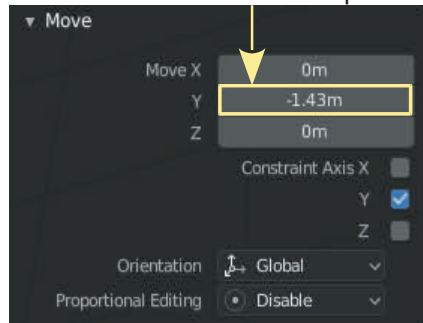 Move
Move X 0m
Y -1.43m
Z 0m
Constraint Axis X
Y
Z
Orientation Global
Proportional Editing Disable